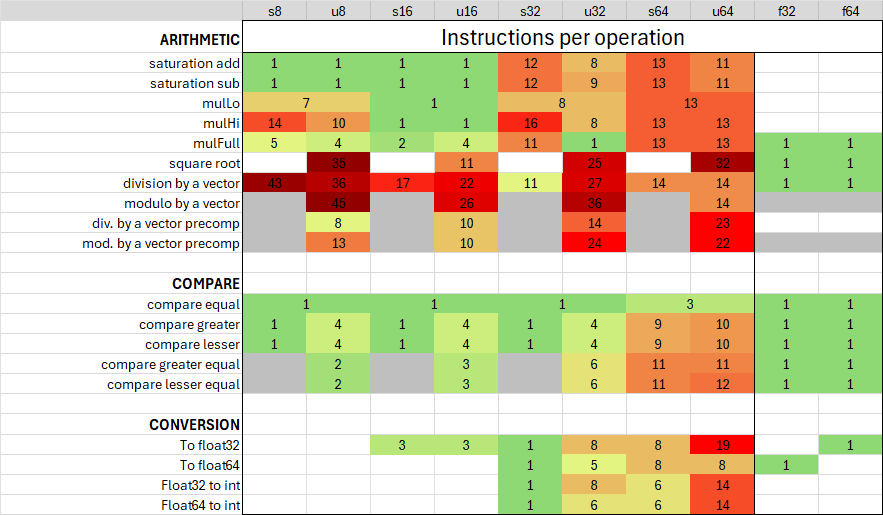 s8 u8 s16 u16 s32 u32 s64 u64 f32 f64
ARITHMETIC Instructions per operation
saturation add 1 1 1 1 12 8 13 11
saturation sub 1 1 1 1 12 9 13 11
mulLo 7 1 8 13
mulHi 14 10 1 1 16 8 13 13
mulFull 5 4 2 4 11 1 13 13 1 1
square root 35 11 25 32 1 1
division by a vector 43 36 17 22 11 27 14 14 1 1
modulo by a vector 45 26 36 14
div. by a vector precomp 8 10 14 23
mod. by a vector precomp 13 10 24 22
COMPARE
compare equal 1 1 1 3 1 1
compare greater 1 4 1 4 1 4 9 10 1 1
compare lesser 1 4 1 4 1 4 9 10 1 1
compare greater equal 2 3 6 11 11 1 1
compare lesser equal 2 3 6 11 12 1 1
CONVERSION
To float32 3 3 1 8 8 19 1
To float64 1 5 8 8 1
Float32 to int 1 8 6 14
Float64 to int 1 6 6 14